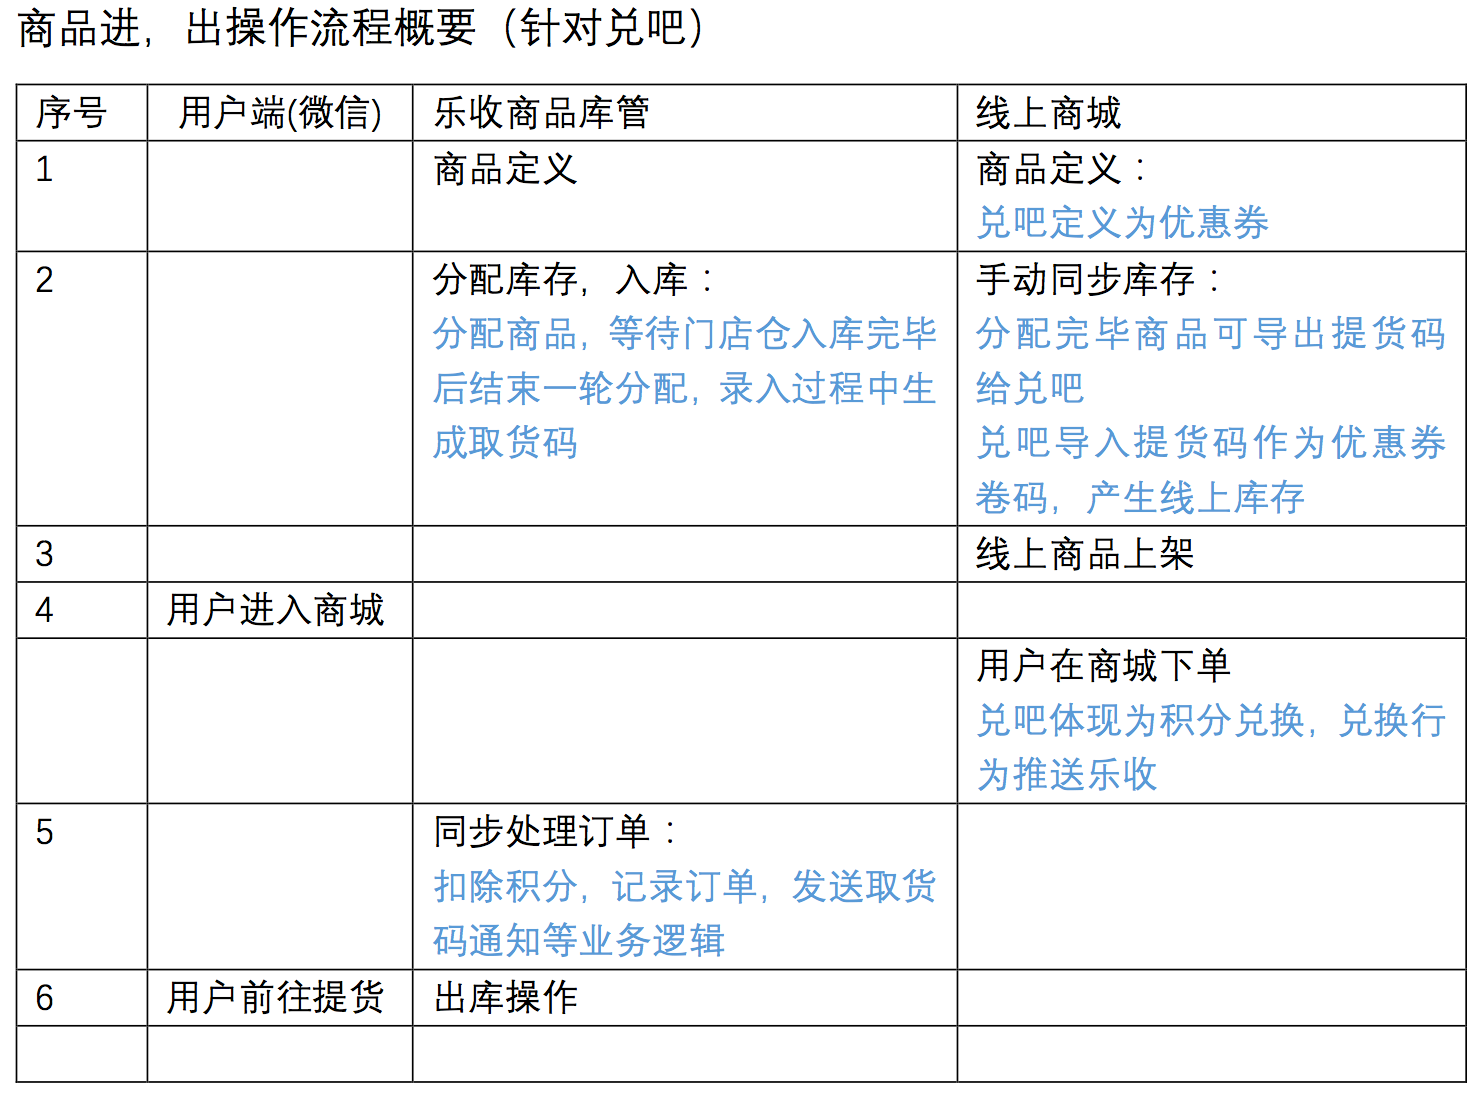 商品进，出操作流程概要（针对兑吧）
序号 用户端(微信) 乐收商品库管 线上商城
1 商品定义 商品定义：
兑吧定义为优惠券
2 分配库存，入库： 手动同步库存：
分配商品，等待门店仓入库完毕 分配完毕商品可导出提货码
后结束一轮分配，录入过程中生 给兑吧
成取货码 兑吧导入提货码作为优惠券
卷码，产生线上库存
3 线上商品上架
4 用户进入商城
用户在商城下单
兑吧体现为积分兑换，兑换行
为推送乐收
5 同步处理订单：
扣除积分，记录订单，发送取货
码通知等业务逻辑
6 用户前往提货 出库操作